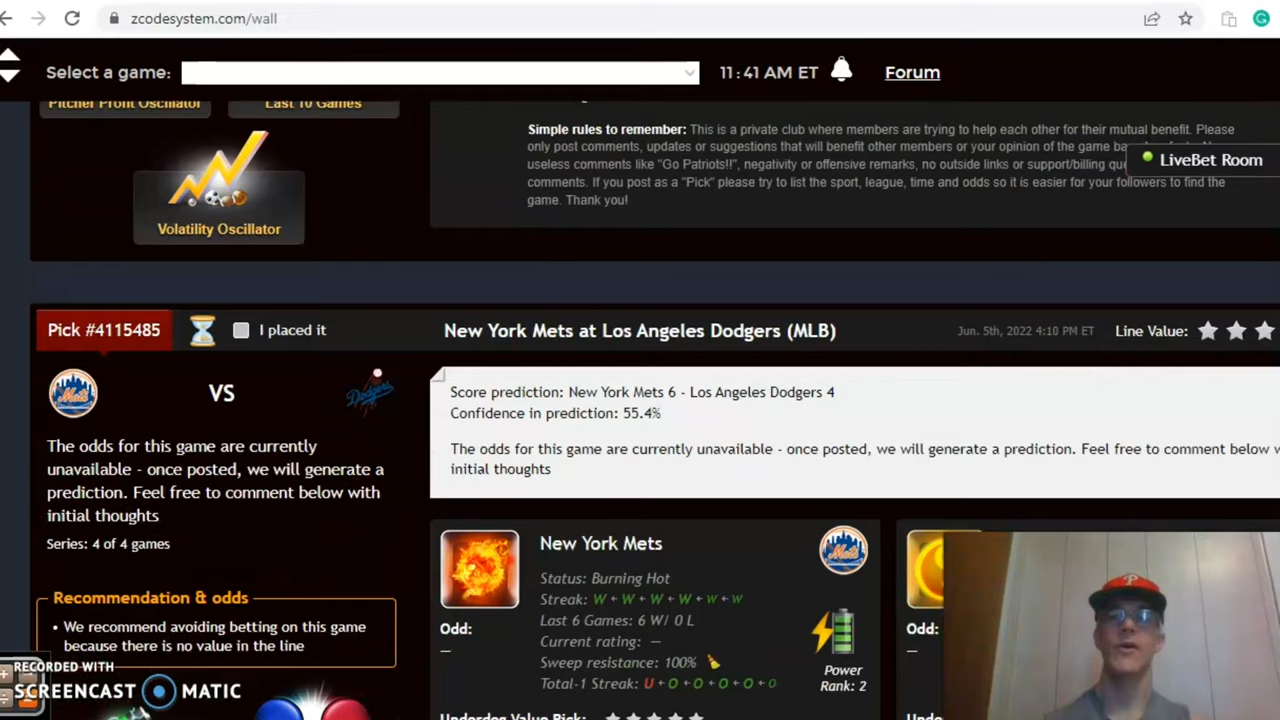 zcodesystem.com/wall
Select a game:
11:41 AM ET
Forum
Pitcher Profit Oscillator
Last 10 Games
Simple rules to remember: This is a private club where members are trying to help each other for their mutual benefit. Please
only post comments, updates or suggestions that will benefit other members or your opinion of the game
useless comments like "Go Patriots!!", negativity or offensive remarks, no outside links or support/billing
LiveBet Room
comments. If you post as a "Pick" please try to list the sport, league, time and odds so it is easier for your followers to find the
game. Thank you!
Volatility Oscillator
Pick #4115485
I placed it
New York Mets at Los Angeles Dodgers (MLB)
Jun. 5th, 2022 4:10 PM ET
Line Value:
Mets
VS
Dodgers
Score prediction: New York Mets 6 - Los Angeles Dodgers 4
Confidence in prediction: 55.4%
The odds for this game are currently
unavailable - once posted, we will generate a
prediction. Feel free to comment below with
initial thoughts
The odds for this game are currently unavailable - once posted, we will generate a prediction. Feel free to comment below
initial thoughts
Series: 4 of 4 games
Recommendation & odds
• We recommend avoiding betting on this game
because there is no value in the line
New York Mets
Mets
Status: Burning Hot
Streak: W - W - W - W - W - W
Last 6 Games: 6 W/ 0 L
Current rating: —
Sweep resistance: 100%
Total-1 Streak: U - O - O - O - O - O
Odd:
—
Power
Rank: 2
Underdog Value Pick:
Odd:
—
P
RECORDED WITH
SCREENCAST MATIC